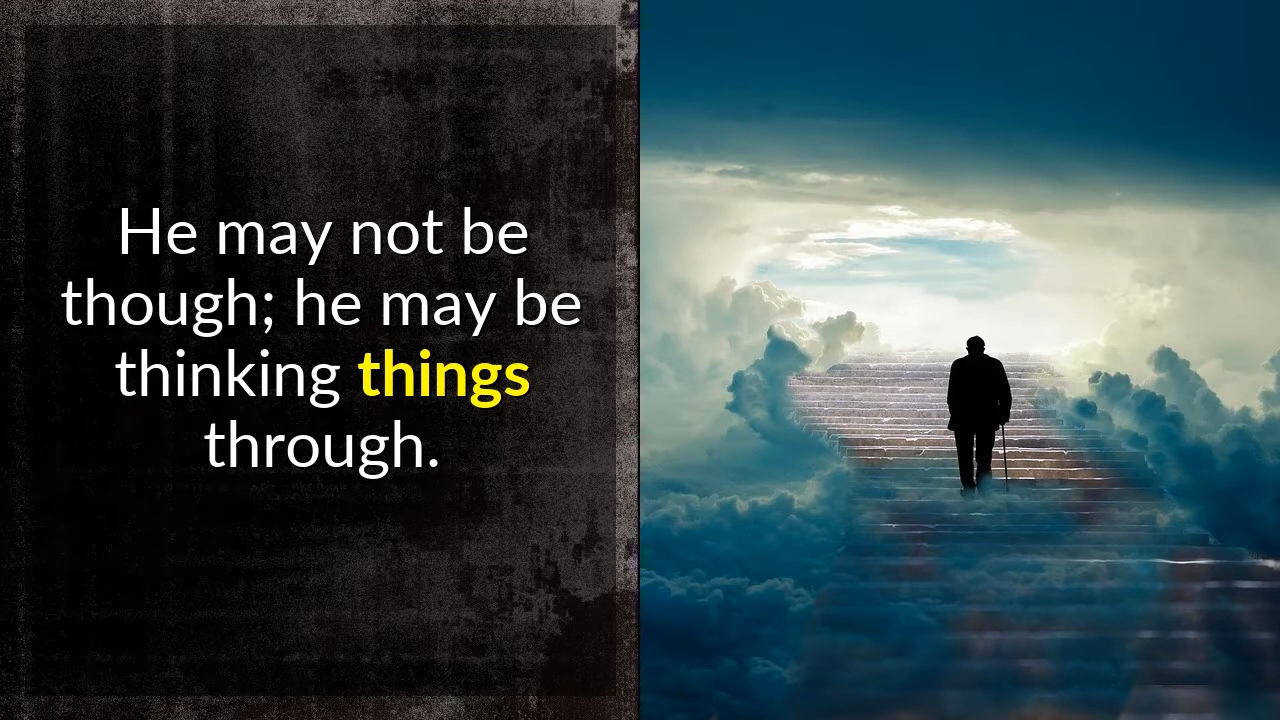 He may not be
though; he may be
thinking things
through.